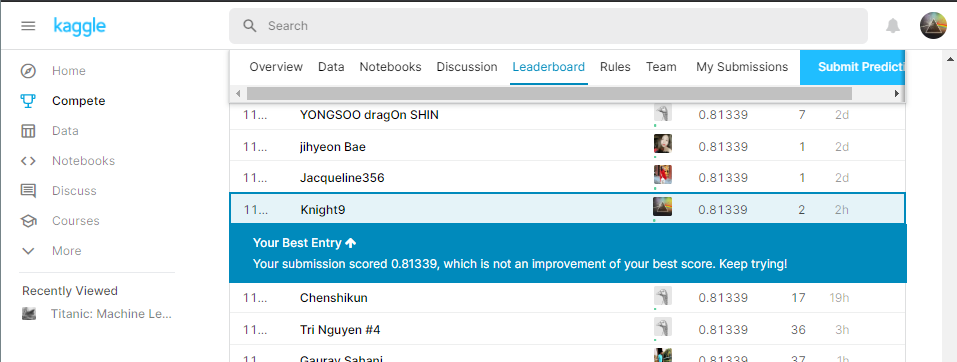 kaggle
Search
Home
Compete
Data
Notebooks
Discuss
Courses
More
Recently Viewed
Titanic: Machine Le...
Overview Data Notebooks Discussion Leaderboard Rules Team My Submissions Submit Predicti
11... YONGSOO dragOn SHIN 0.81339 7 2d
11... jihyeon Bae 0.81339 1 2d
11... Jacqueline356 0.81339 1 2d
11... Knight9 0.81339 2 2h
Your Best Entry
Your submission scored 0.81339, which is not an improvement of your best score. Keep trying!
11... Chenshikun 0.81339 17 19h
11... Tri Nguyen #4 0.81339 36 3h
11... Gaurav Sahani 0.81339 37 1h